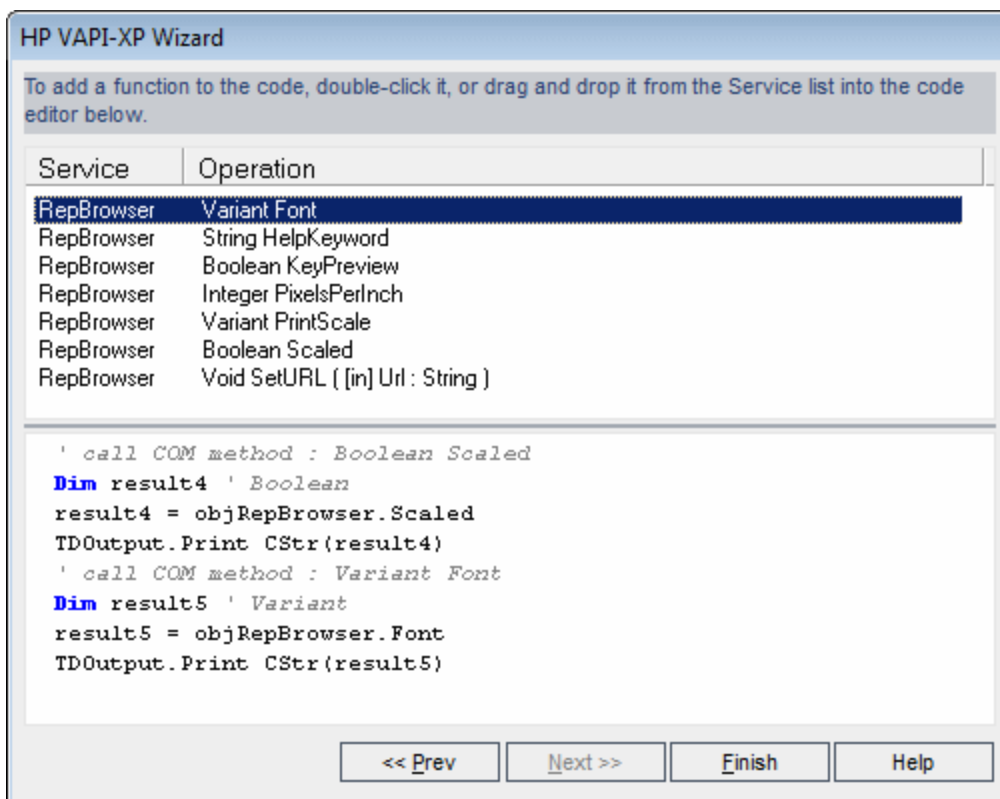 HP VAPI-XP Wizard
To add a function to the code, double-click it, or drag and drop it from the Service list into the code
editor below.
Service Operation
RepBrowser Variant Font
RepBrowser String HelpKeyword
RepBrowser Boolean KeyPreview
RepBrowser Integer PixelsPerInch
RepBrowser Variant PrintScale
RepBrowser Boolean Scaled
RepBrowser Void SetURL ( [in] Url : String )
' call COM method : Boolean Scaled
Dim result4 ' Boolean
result4 = objRepBrowser.Scaled
TDOutput.Print CStr(result4)
' call COM method : Variant Font
Dim result5 ' Variant
result5 = objRepBrowser.Font
TDOutput.Print CStr(result5)
<< Prev Next >> Finish Help